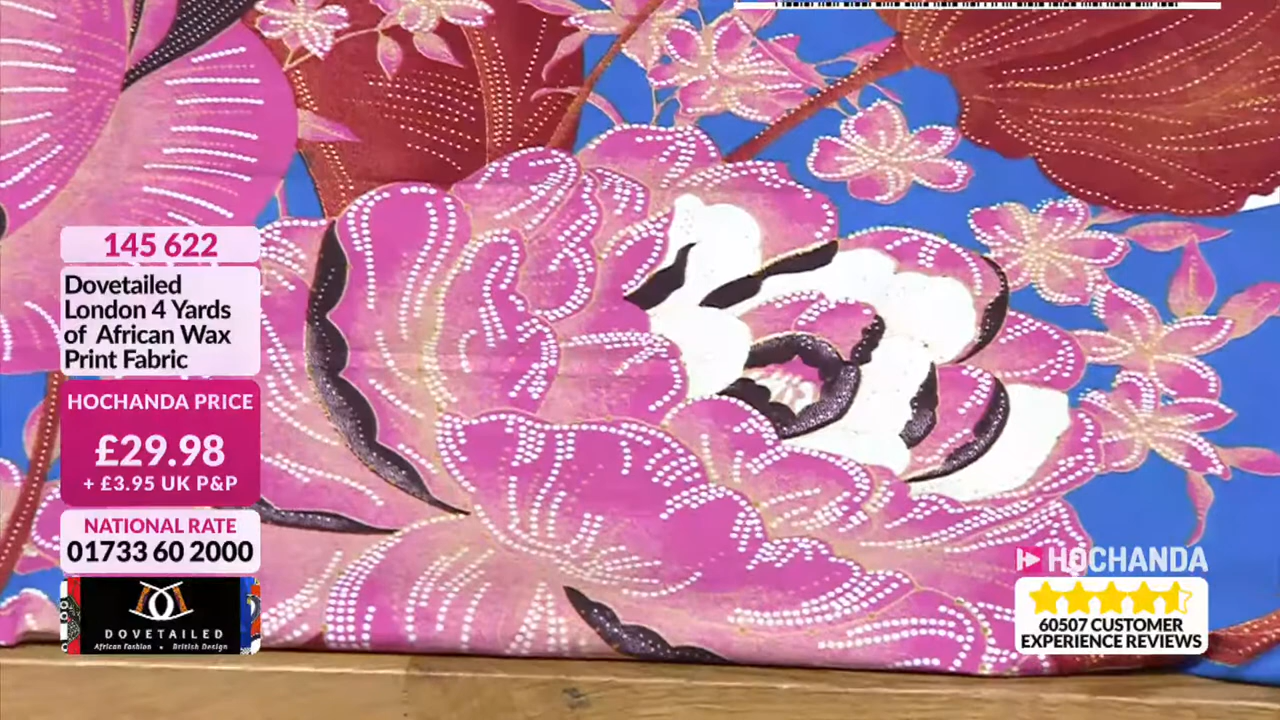 145 622
Dovetailed
London 4 Yards
of African Wax
Print Fabric
HOCHANDA PRICE
£29.98
+ £3.95 UK P&P
NATIONAL RATE
01733 60 2000
DOVETAILED
African Fashion • British Design
HOCHANDA
60507 CUSTOMER
EXPERIENCE REVIEWS